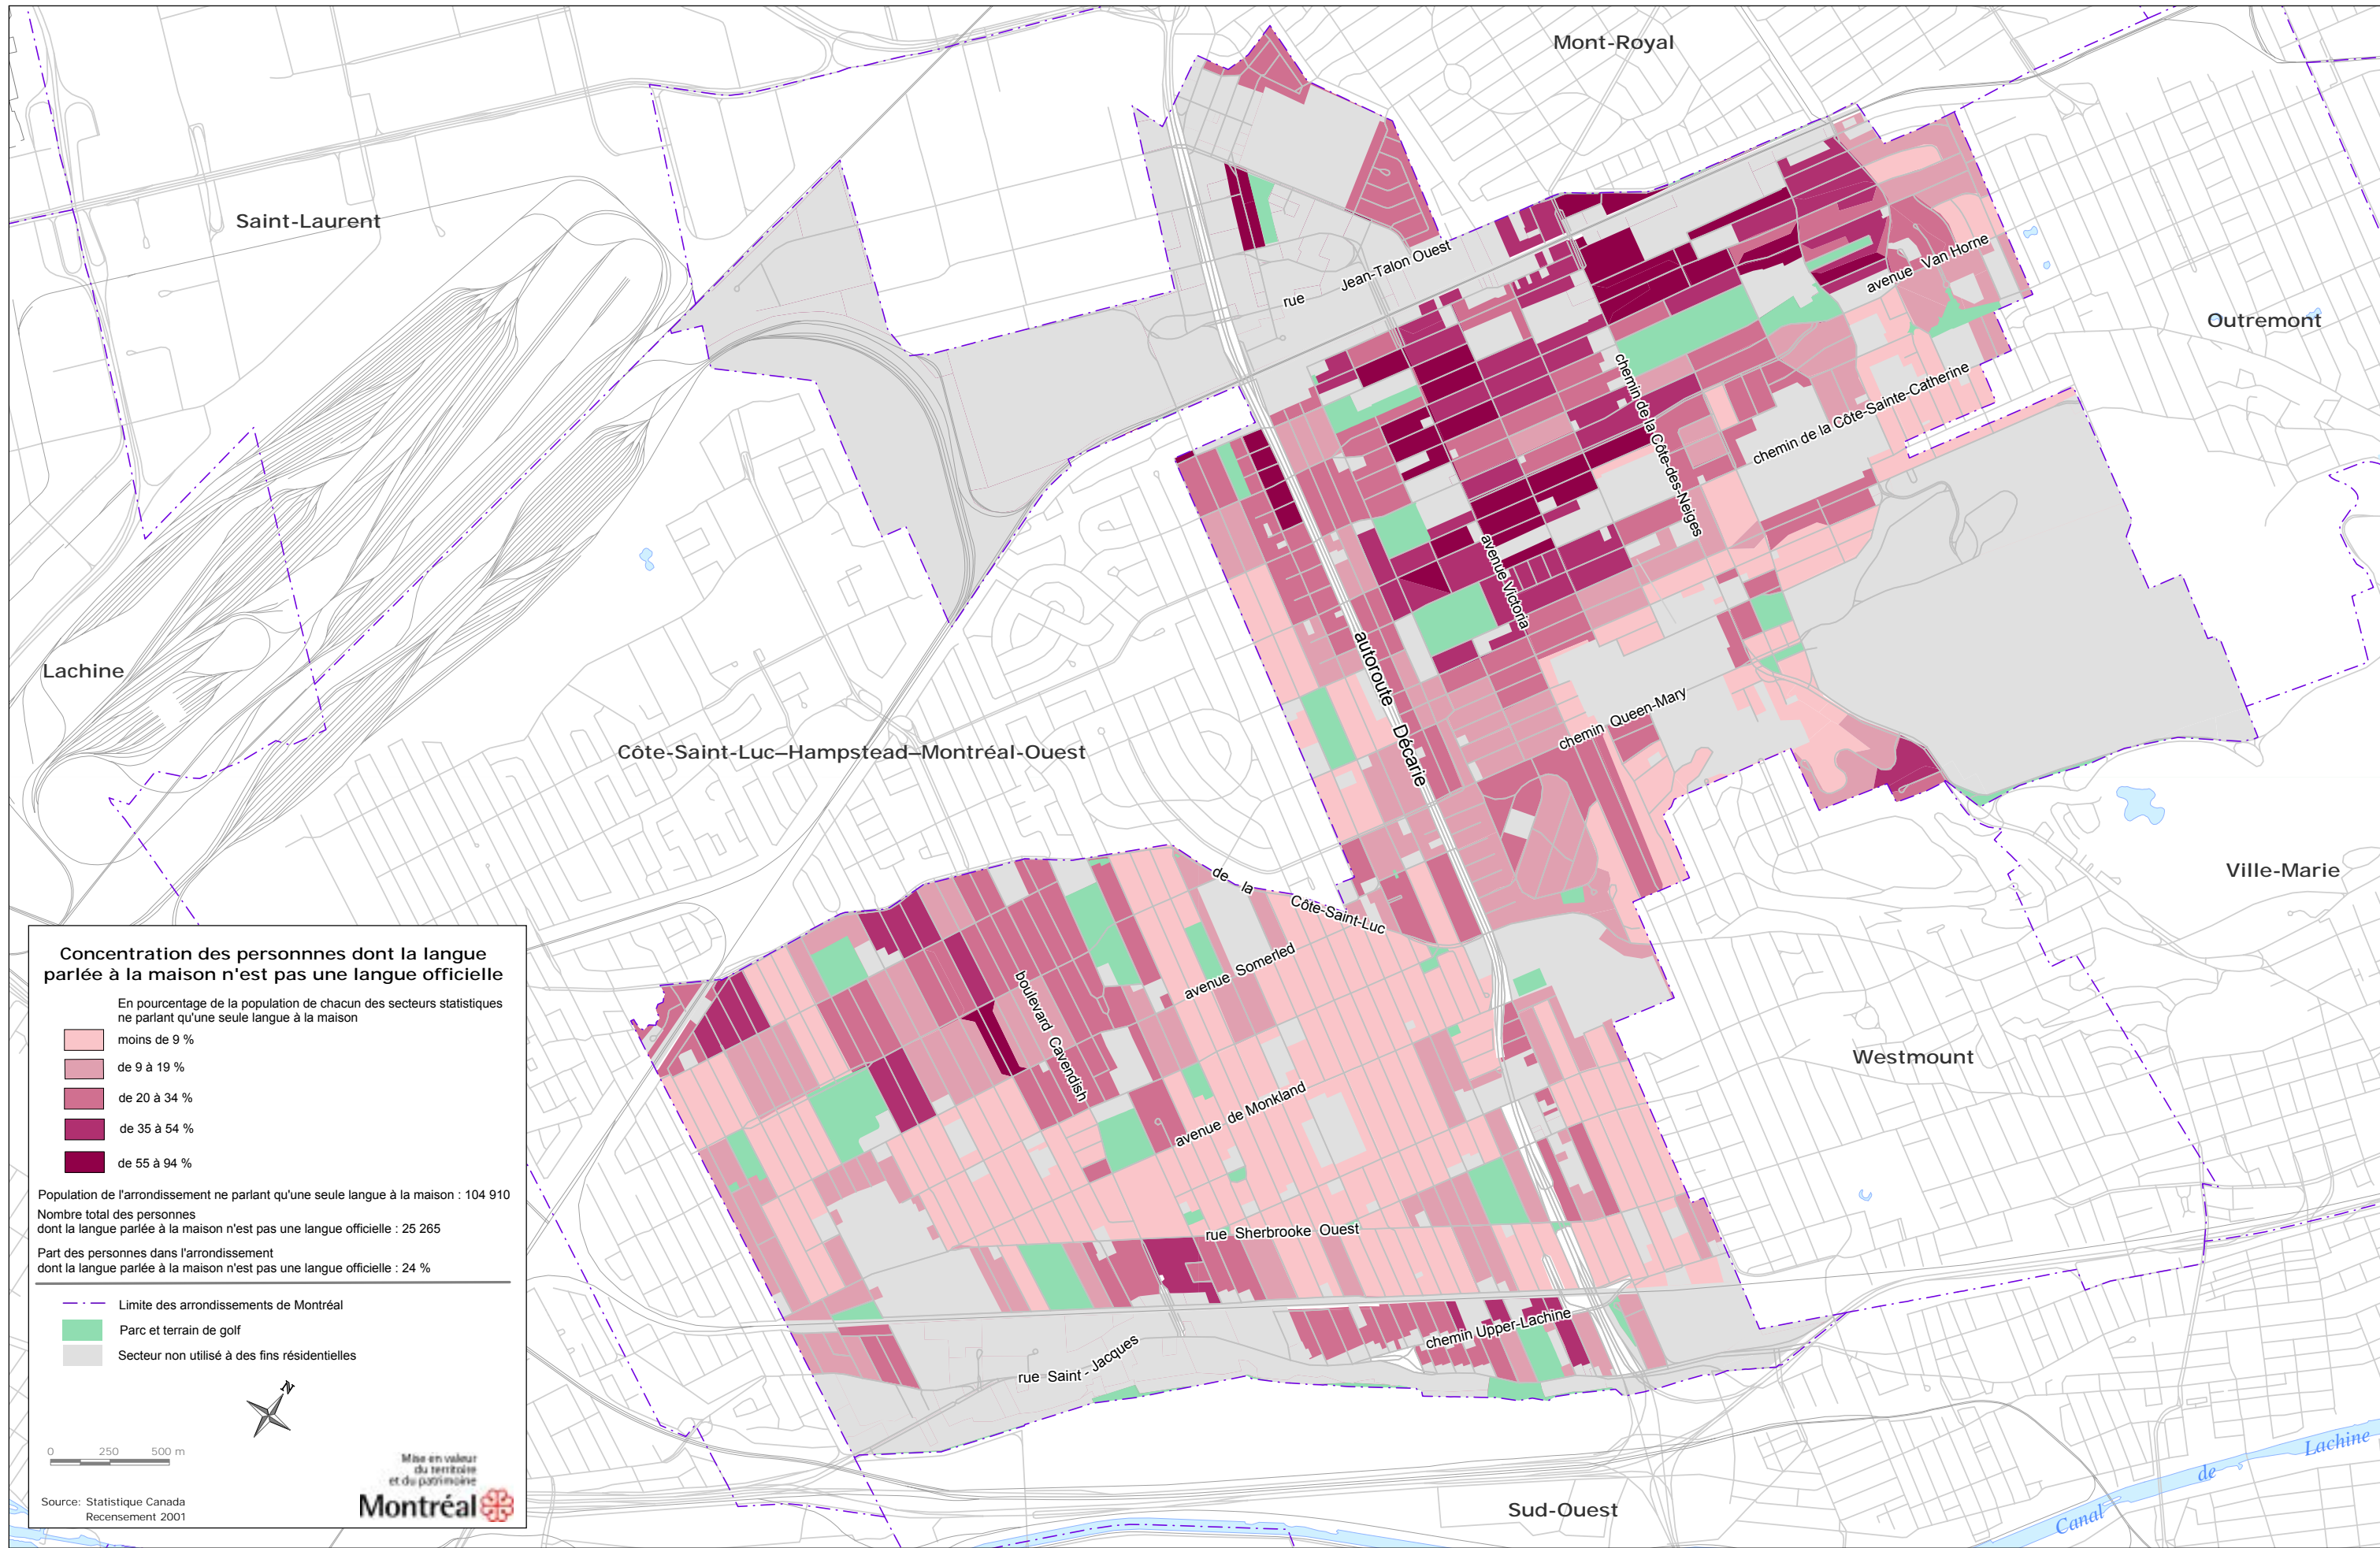 Mont-Royal
Saint-Laurent
rue Jean-Talon Ouest
avenue Van Horne
Outremont
chemin de la Côte-des-Neiges
chemin de la Côte-Sainte-Catherine
avenue Victoria
Lachine
autoroute Décarie
chemin Queen-Mary
Côte-Saint-Luc–Hampstead–Montréal-Ouest
Ville-Marie
de la Côte-Saint-Luc
avenue Somerled
boulevard Cavendish
Westmount
avenue de Monkland
rue Sherbrooke Ouest
chemin Upper-Lachine
rue Saint-Jacques
Sud-Ouest
Canal de Lachine
Concentration des personnnes dont la langue
parlée à la maison n'est pas une langue officielle
En pourcentage de la population de chacun des secteurs statistiques
ne parlant qu'une seule langue à la maison
moins de 9 %
de 9 à 19 %
de 20 à 34 %
de 35 à 54 %
de 55 à 94 %
Population de l'arrondissement ne parlant qu'une seule langue à la maison : 104 910
Nombre total des personnes
dont la langue parlée à la maison n'est pas une langue officielle : 25 265
Part des personnes dans l'arrondissement
dont la langue parlée à la maison n'est pas une langue officielle : 24 %
Limite des arrondissements de Montréal
Parc et terrain de golf
Secteur non utilisé à des fins résidentielles
N
0 250 500 m
Mise en valeur
du territoire
et du patrimoine
Montréal
Source: Statistique Canada
Recensement 2001